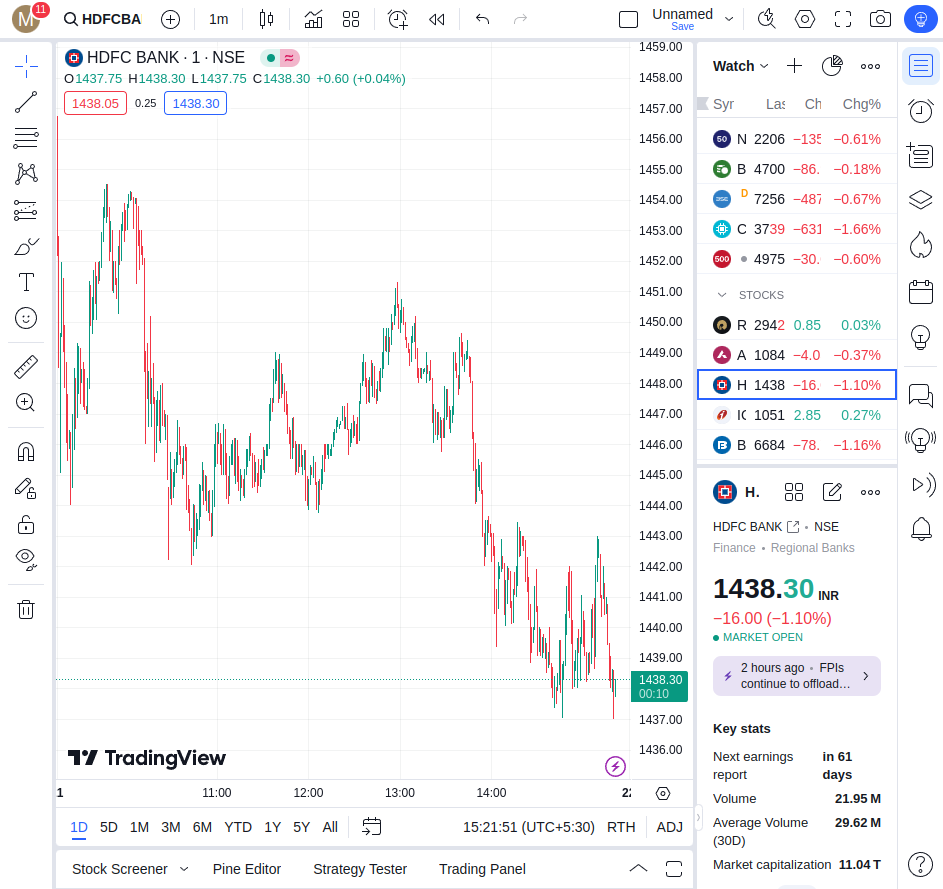 M 11 HDFCBA 1m Unnamed
Save
HDFC BANK · 1 · NSE
O1437.75 H1438.30 L1437.75 C1438.30 +0.60 (+0.04%)
1438.05 0.25 1438.30
1459.00
1458.00
1457.00
1456.00
1455.00
1454.00
1453.00
1452.00
1451.00
1450.00
1449.00
1448.00
1447.00
1446.00
1445.00
1444.00
1443.00
1442.00
1441.00
1440.00
1439.00
1438.30
00:10
1437.00
1436.00
TradingView
11:00 12:00 13:00 14:00
1D 5D 1M 3M 6M YTD 1Y 5Y All 15:21:51 (UTC+5:30) RTH ADJ
Stock Screener Pine Editor Strategy Tester Trading Panel
Watch
Syr Las Ch Chg%
50 N 2206 −135 −0.61%
B 4700 −86. −0.18%
D 7256 −487 −0.67%
C 3739 −631 −1.66%
500 4975 −30. −0.60%
STOCKS
R 2942 0.85 0.03%
A 1084 −4.0 −0.37%
H 1438 −16. −1.10%
IC 1051 2.85 0.27%
B 6684 −78. −1.16%
H.
HDFC BANK • NSE
Finance • Regional Banks
1438.30 INR
−16.00 (−1.10%)
MARKET OPEN
2 hours ago • FPIs
continue to offload...
Key stats
Next earnings in 61
report days
Volume 21.95 M
Average Volume 29.62 M
(30D)
Market capitalization 11.04 T